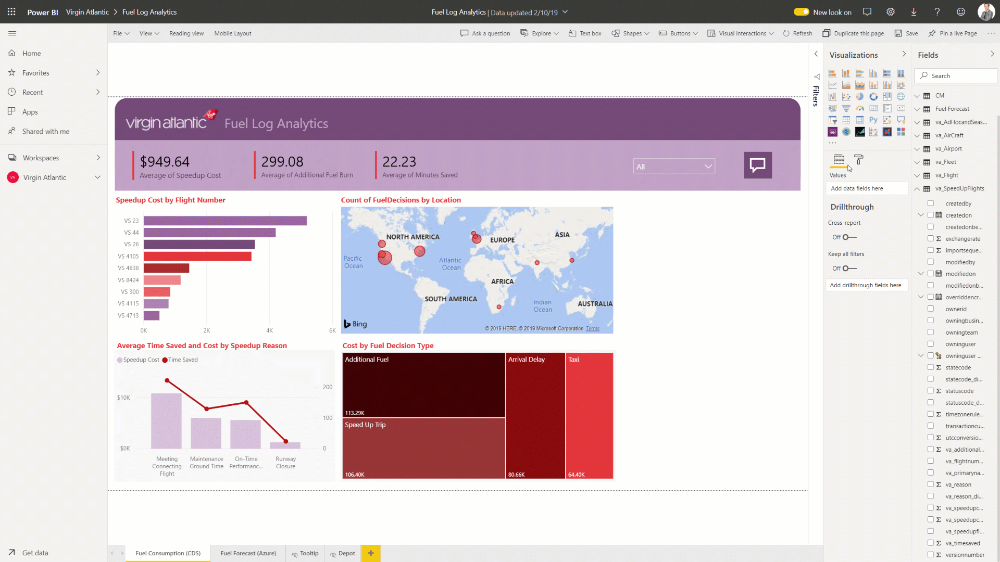 Power BI Virgin Atlantic > Fuel Log Analytics
Fuel Log Analytics | Data updated 2/10/19
New look on
File View Reading view Mobile Layout
Ask a question Explore Text box Shapes Buttons Visual interactions Refresh Duplicate this page Save Pin a live Page ...
Home
Favorites
Recent
Apps
Shared with me
Workspaces
VA Virgin Atlantic
Get data
virgin atlantic Fuel Log Analytics
$949.64
Average of Speedup Cost
299.08
Average of Additional Fuel Burn
22.23
Average of Minutes Saved
All
Speedup Cost by Flight Number
VS 23
VS 44
VS 26
VS 4105
VS 4838
VS 8424
VS 300
VS 4115
VS 4713
0K 2K 4K 6K
Count of FuelDecisions by Location
NORTH AMERICA
EUROPE
ASIA
Pacific
Ocean
Atlantic
Ocean
AFRICA
SOUTH AMERICA
Indian
Ocean
AUSTRALIA
Bing
© 2019 HERE, © 2019 Microsoft Corporation Terms
Average Time Saved and Cost by Speedup Reason
Speedup Cost Time Saved
$10K
$0K
200
100
0
Meeting
Connecting
Flight
Maintenance
Ground Time
On-Time
Performanc...
Runway
Closure
Cost by Fuel Decision Type
Additional Fuel
113.29K
Speed Up Trip
106.40K
Arrival Delay
80.66K
Taxi
64.40K
Fuel Consumption (CDS) Fuel Forecast (Azure) Tooltip Depot +
Filters
Visualizations
123
Py
...
Values
Add data fields here
Drillthrough
Cross-report
Off
Keep all filters
Off
Add drillthrough fields here
Fields
Search
CM
Fuel Forecast
va_AdHocandSeas...
va_AirCraft
va_Airport
va_Fleet
va_Flight
va_SpeedUpFlights
createdby
createdon
createdonbe...
Σ exchangerate
Σ importseque...
modifiedby
modifiedon
modifiedonb...
overriddencr...
ownerid
owningbusin...
owningteam
owninguser
owninguser ...
Σ statecode
statecode_di...
Σ statuscode
statuscode_d...
Σ timezonerule...
transactioncu...
Σ utcconversio...
Σ va_additional...
va_flightnum...
va_primaryna...
Σ va_reason
va_reason_di...
Σ va_speedupc...
Σ va_speedupc...
va_speedupfl...
Σ va_timesaved
Σ versionnumber